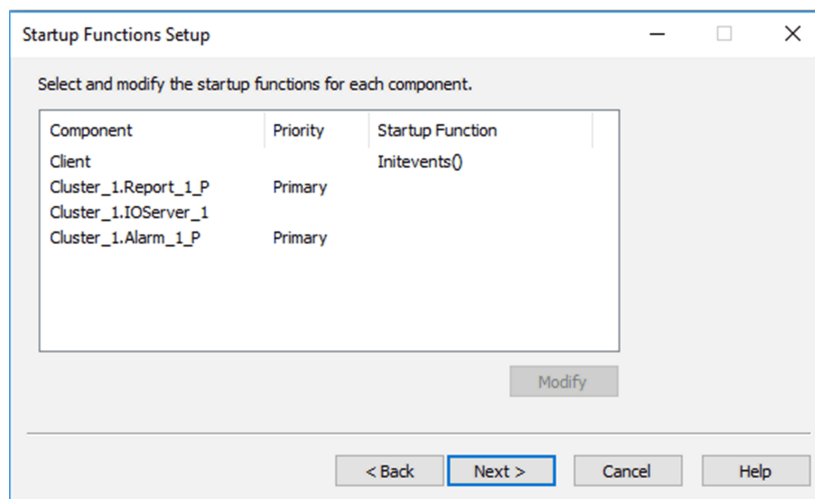 Startup Functions Setup
Select and modify the startup functions for each component.
Component Priority Startup Function
Client Initevents()
Cluster_1.Report_1_P Primary
Cluster_1.IOServer_1
Cluster_1.Alarm_1_P Primary
Modify
< Back Next > Cancel Help